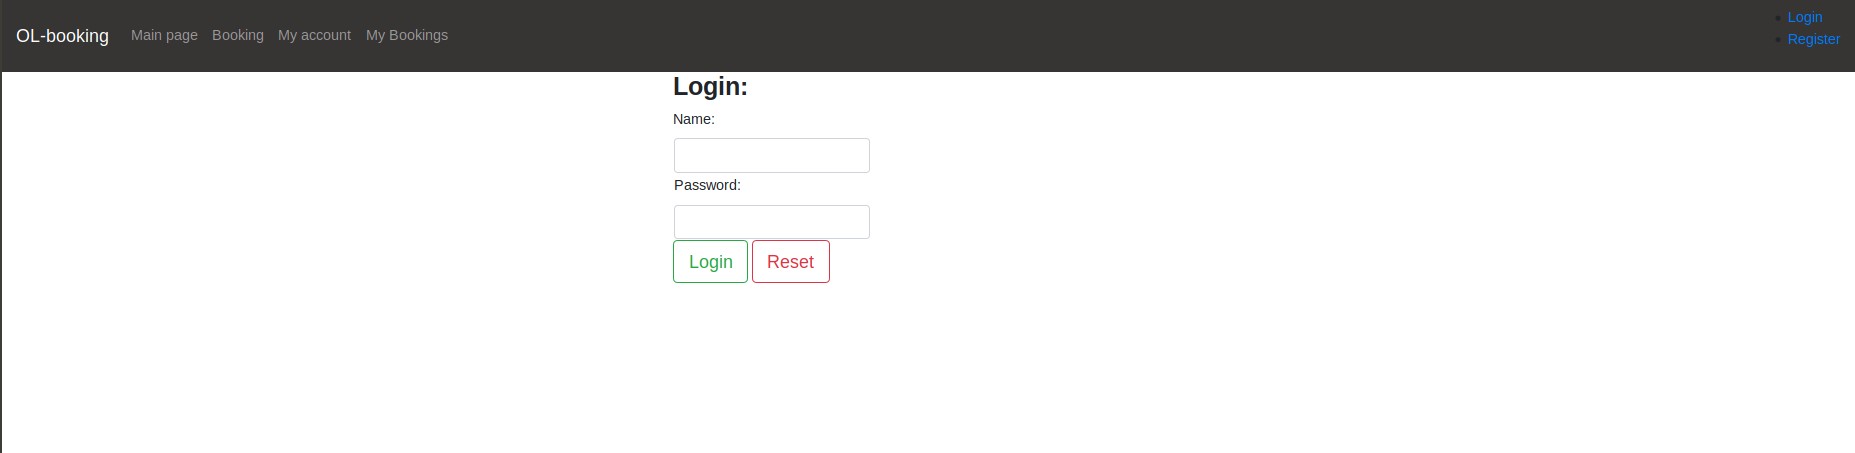 OL-booking Main page Booking My account My Bookings
Login
Register
Login:
Name:
Password:
Login Reset